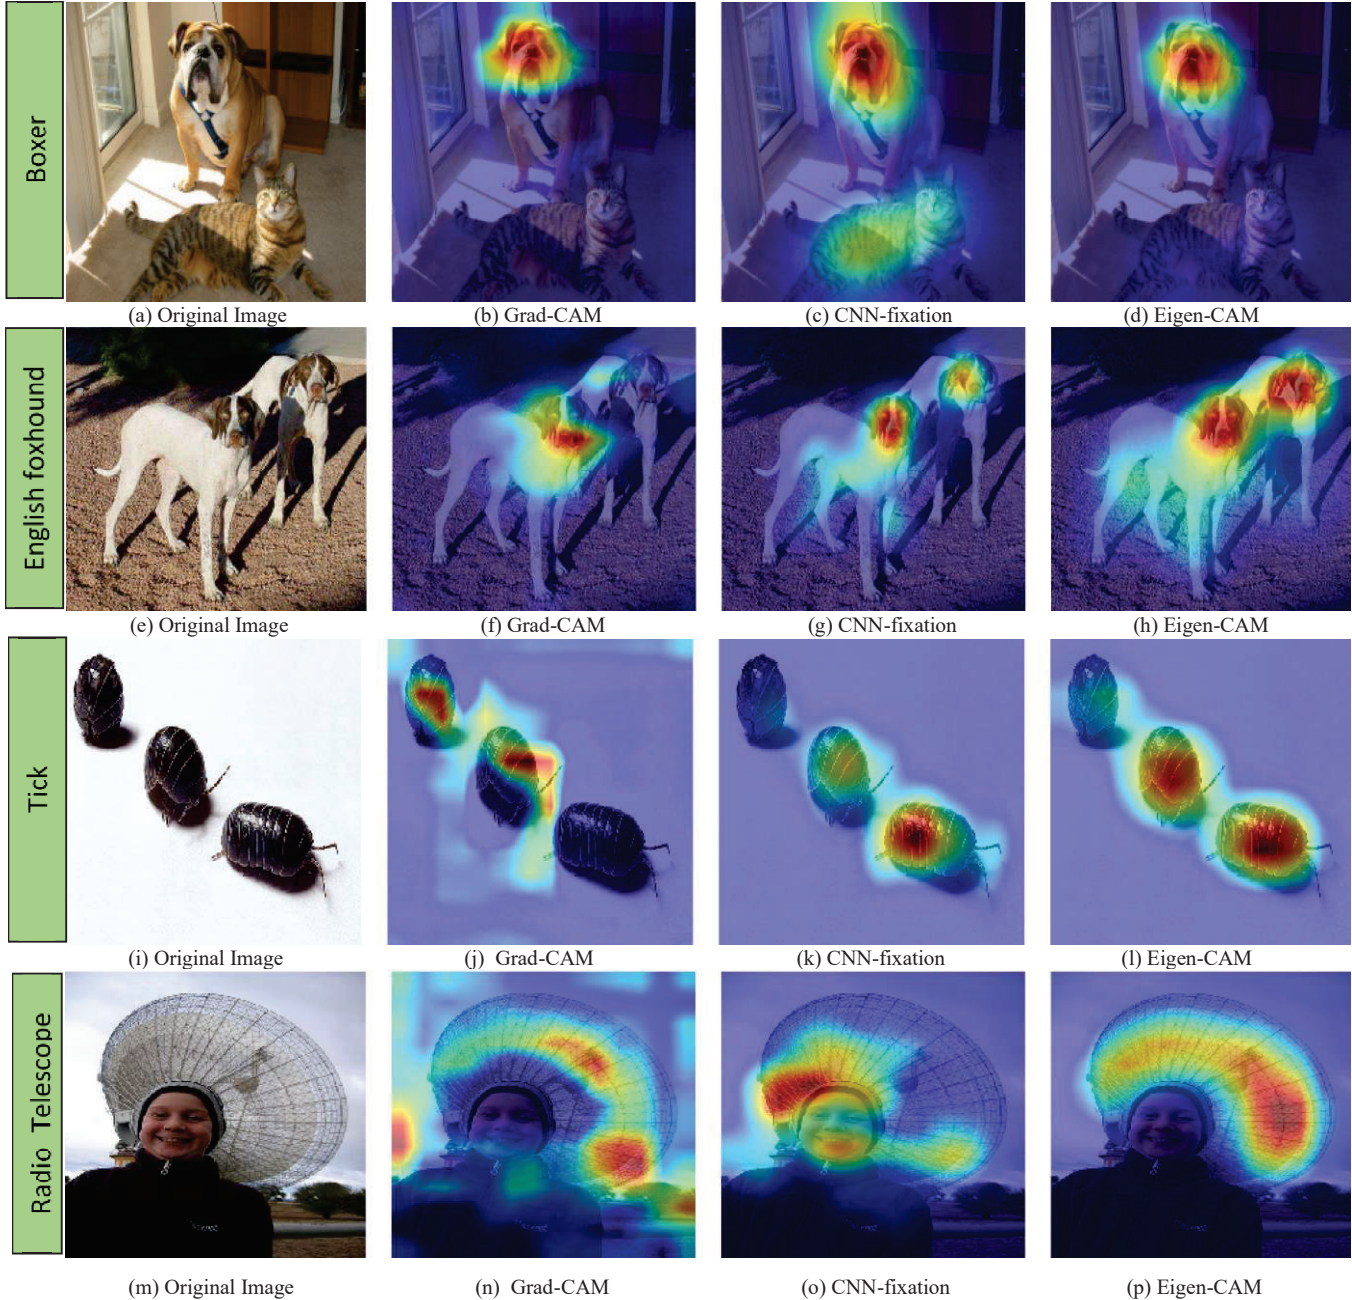 Boxer
(a) Original Image
(b) Grad-CAM
(c) CNN-fixation
(d) Eigen-CAM
English foxhound
(e) Original Image
(f) Grad-CAM
(g) CNN-fixation
(h) Eigen-CAM
Tick
(i) Original Image
(j) Grad-CAM
(k) CNN-fixation
(l) Eigen-CAM
Radio Telescope
(m) Original Image
(n) Grad-CAM
(o) CNN-fixation
(p) Eigen-CAM